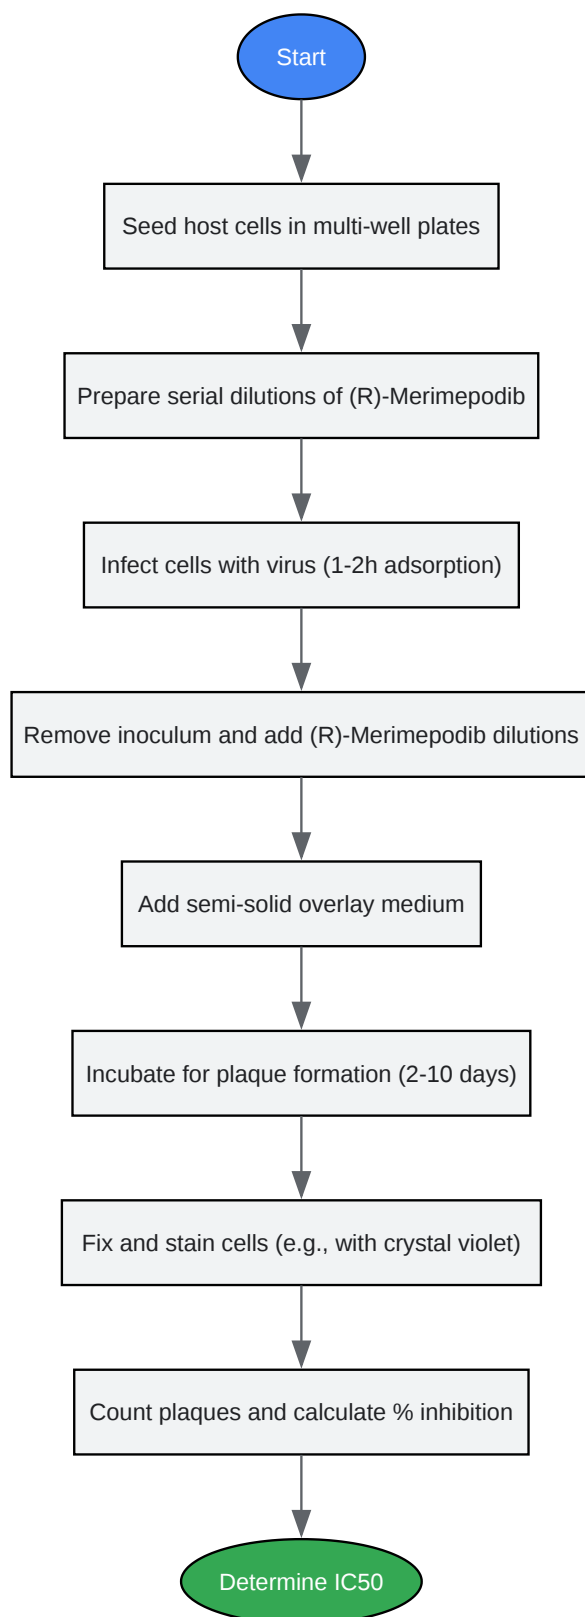 Start
Seed host cells in multi-well plates
Prepare serial dilutions of (R)-Merimepodib
Infect cells with virus (1-2h adsorption)
Remove inoculum and add (R)-Merimepodib dilutions
Add semi-solid overlay medium
Incubate for plaque formation (2-10 days)
Fix and stain cells (e.g., with crystal violet)
Count plaques and calculate % inhibition
Determine IC50